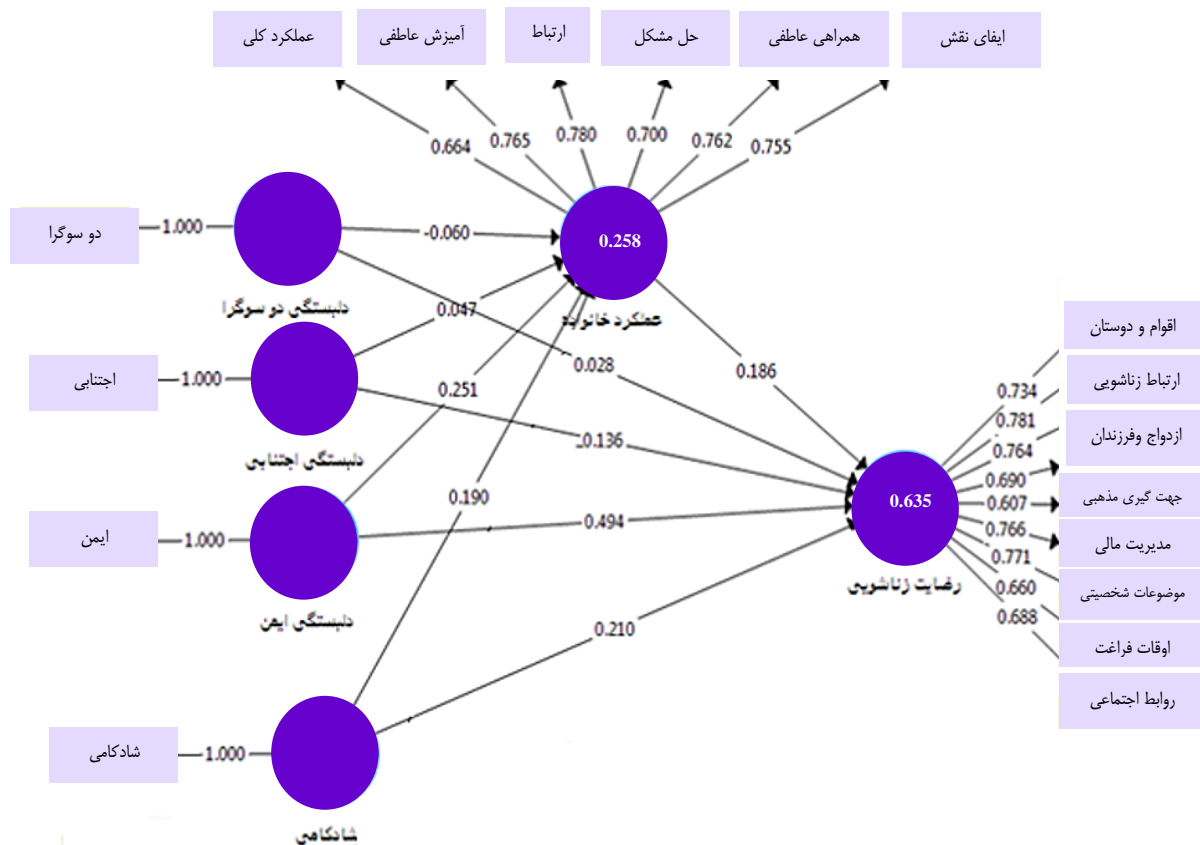 عملکرد کلی
آمیزش عاطفی
ارتباط
حل مشکل
همراهی عاطفی
ایفای نقش
0.664
0.765
0.780
0.700
0.762
0.755
دو سوگرا
1.000
دلبستگی دو سوگرا
-0.060
0.258
عملکرد خانواده
0.047
0.028
اجتنابی
1.000
دلبستگی اجتنابی
0.251
0.186
-0.136
ایمن
1.000
دلبستگی ایمن
0.190
0.494
0.635
رضایت زناشویی
0.210
شادکامی
1.000
شادکامی
0.734
0.781
0.764
0.690
0.607
0.766
0.771
0.660
0.688
اقوام و دوستان
ارتباط زناشویی
ازدواج وفرزندان
جهت گیری مذهبی
مدیریت مالی
موضوعات شخصیتی
اوقات فراغت
روابط اجتماعی